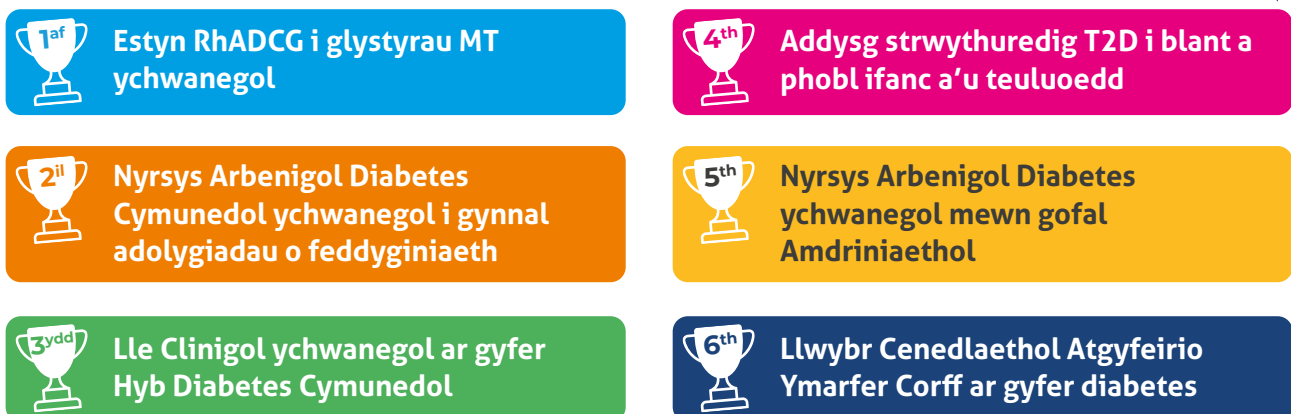 1af
Estyn RhADCG i glystyrau MT
ychwanegol
2il
Nyrsys Arbenigol Diabetes
Cymunedol ychwanegol i gynnal
adolygiadau o feddyginiaeth
3ydd
Lle Clinigol ychwanegol ar gyfer
Hyb Diabetes Cymunedol
4th
Addysg strwythuredig T2D i blant a
phobl ifanc a’u teuluoedd
5th
Nyrsys Arbenigol Diabetes
ychwanegol mewn gofal
Amdriniaethol
6th
Llwybr Cenedlaethol Atgyfeirio
Ymarfer Corff ar gyfer diabetes